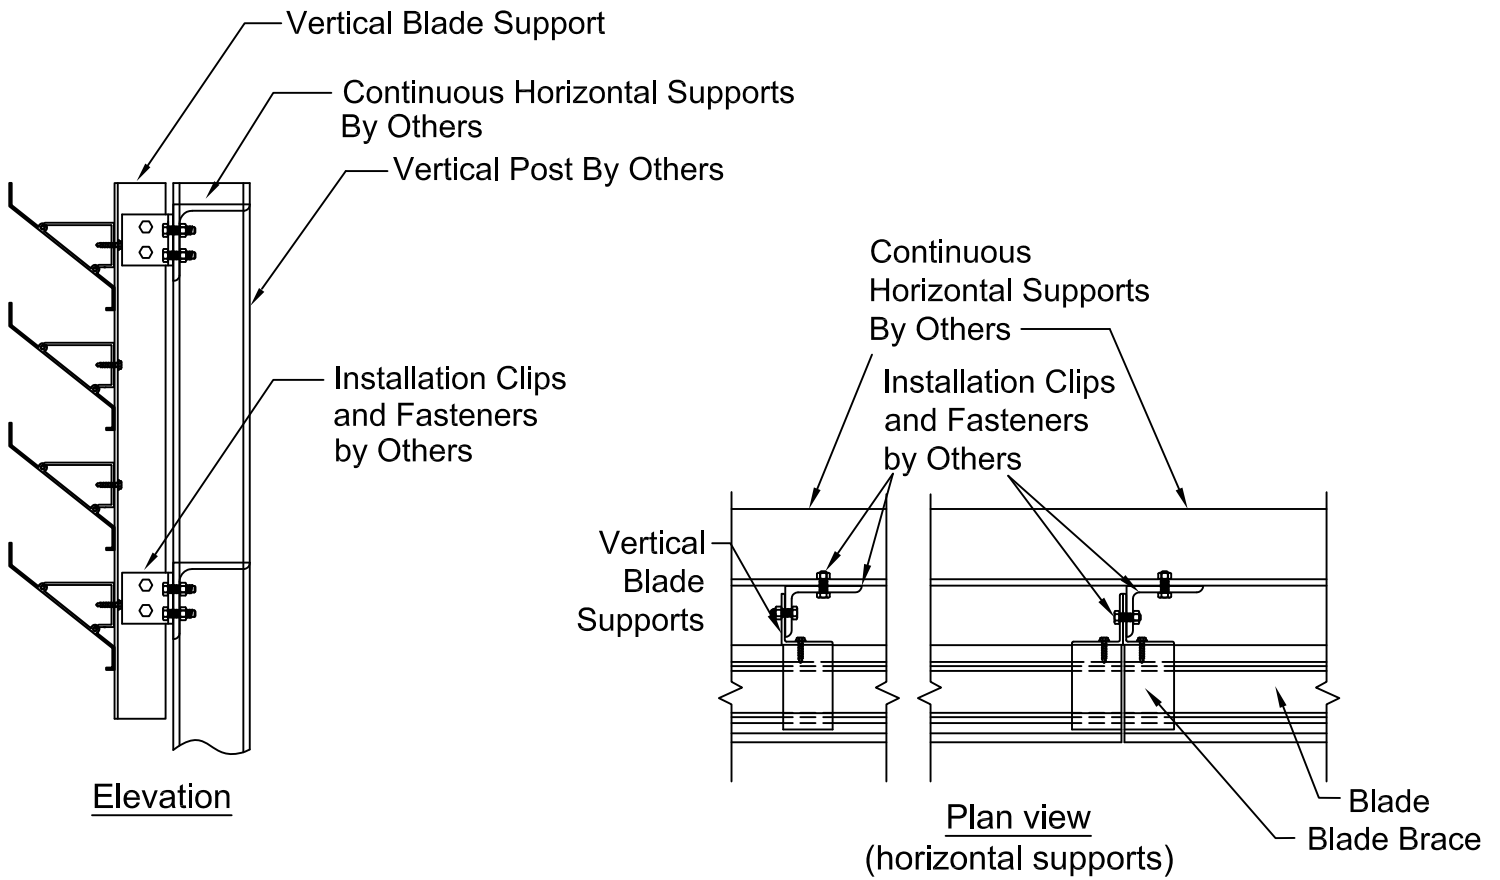 Vertical Blade Support
Continuous Horizontal Supports
By Others
Vertical Post By Others
Installation Clips
and Fasteners
by Others
Elevation
Continuous
Horizontal Supports
By Others
Installation Clips
and Fasteners
by Others
Vertical
Blade
Supports
Blade
Blade Brace
Plan view
(horizontal supports)